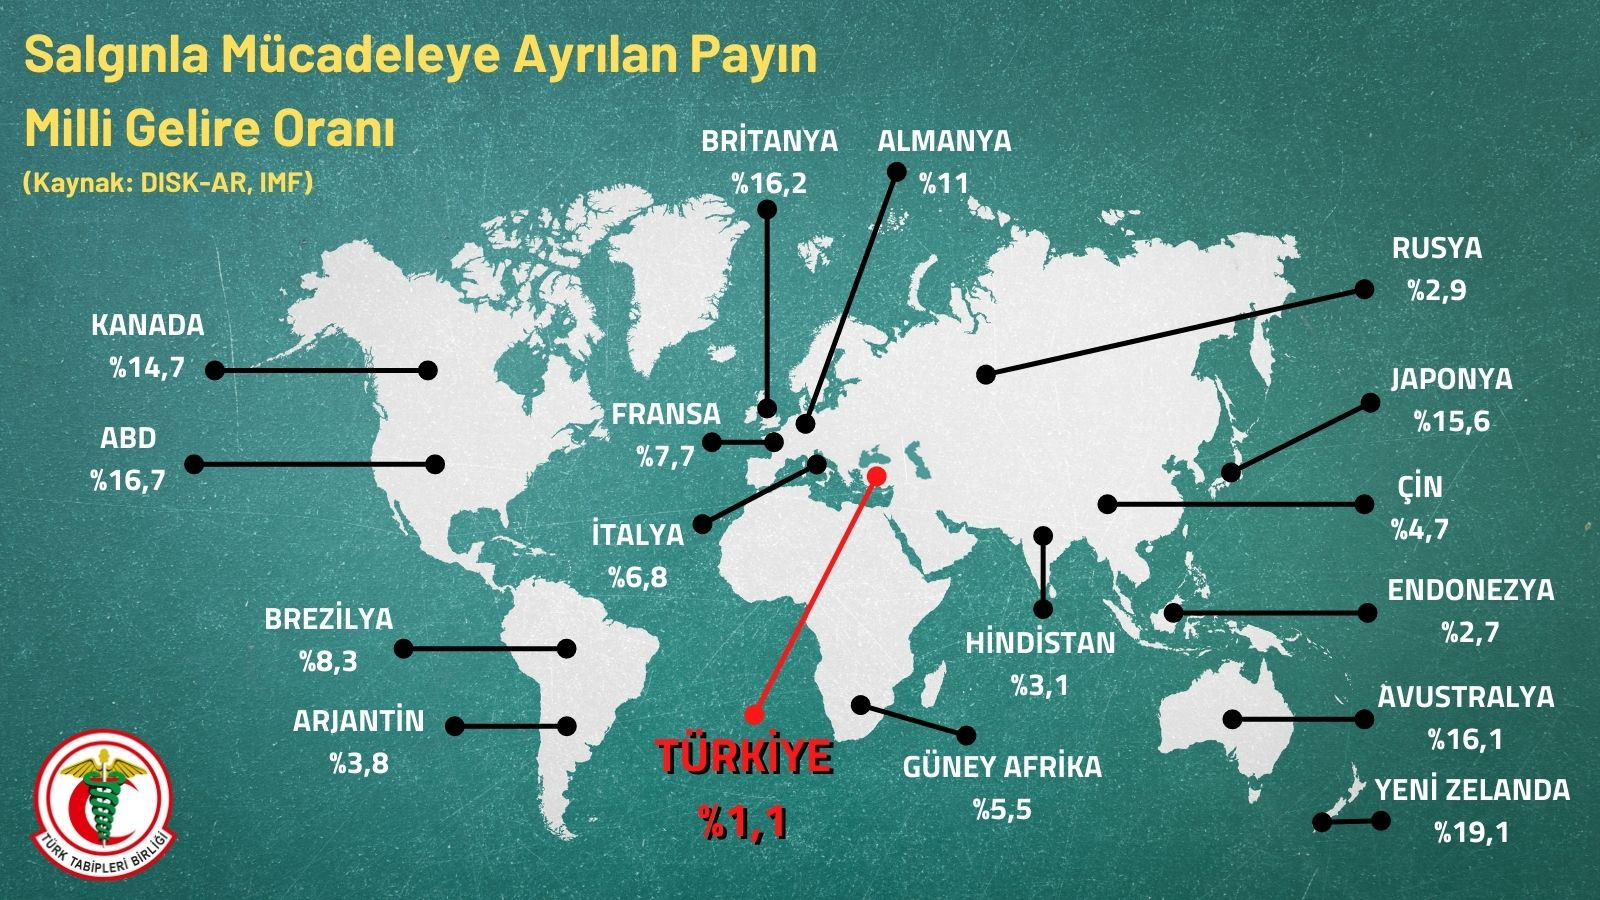 Salgınla Mücadeleye Ayrılan Payın
Milli Gelire Oranı
(Kaynak: DISK-AR, IMF)
BRİTANYA
%16,2
ALMANYA
%11
RUSYA
%2,9
KANADA
%14,7
JAPONYA
%15,6
FRANSA
%7,7
ABD
%16,7
ÇİN
%4,7
İTALYA
%6,8
ENDONEZYA
%2,7
BREZİLYA
%8,3
HİNDİSTAN
%3,1
AVUSTRALYA
%16,1
ARJANTİN
%3,8
TÜRKİYE
%1,1
GÜNEY AFRİKA
%5,5
YENİ ZELANDA
%19,1
TÜRK TABİPLERİ BİRLİĞİ